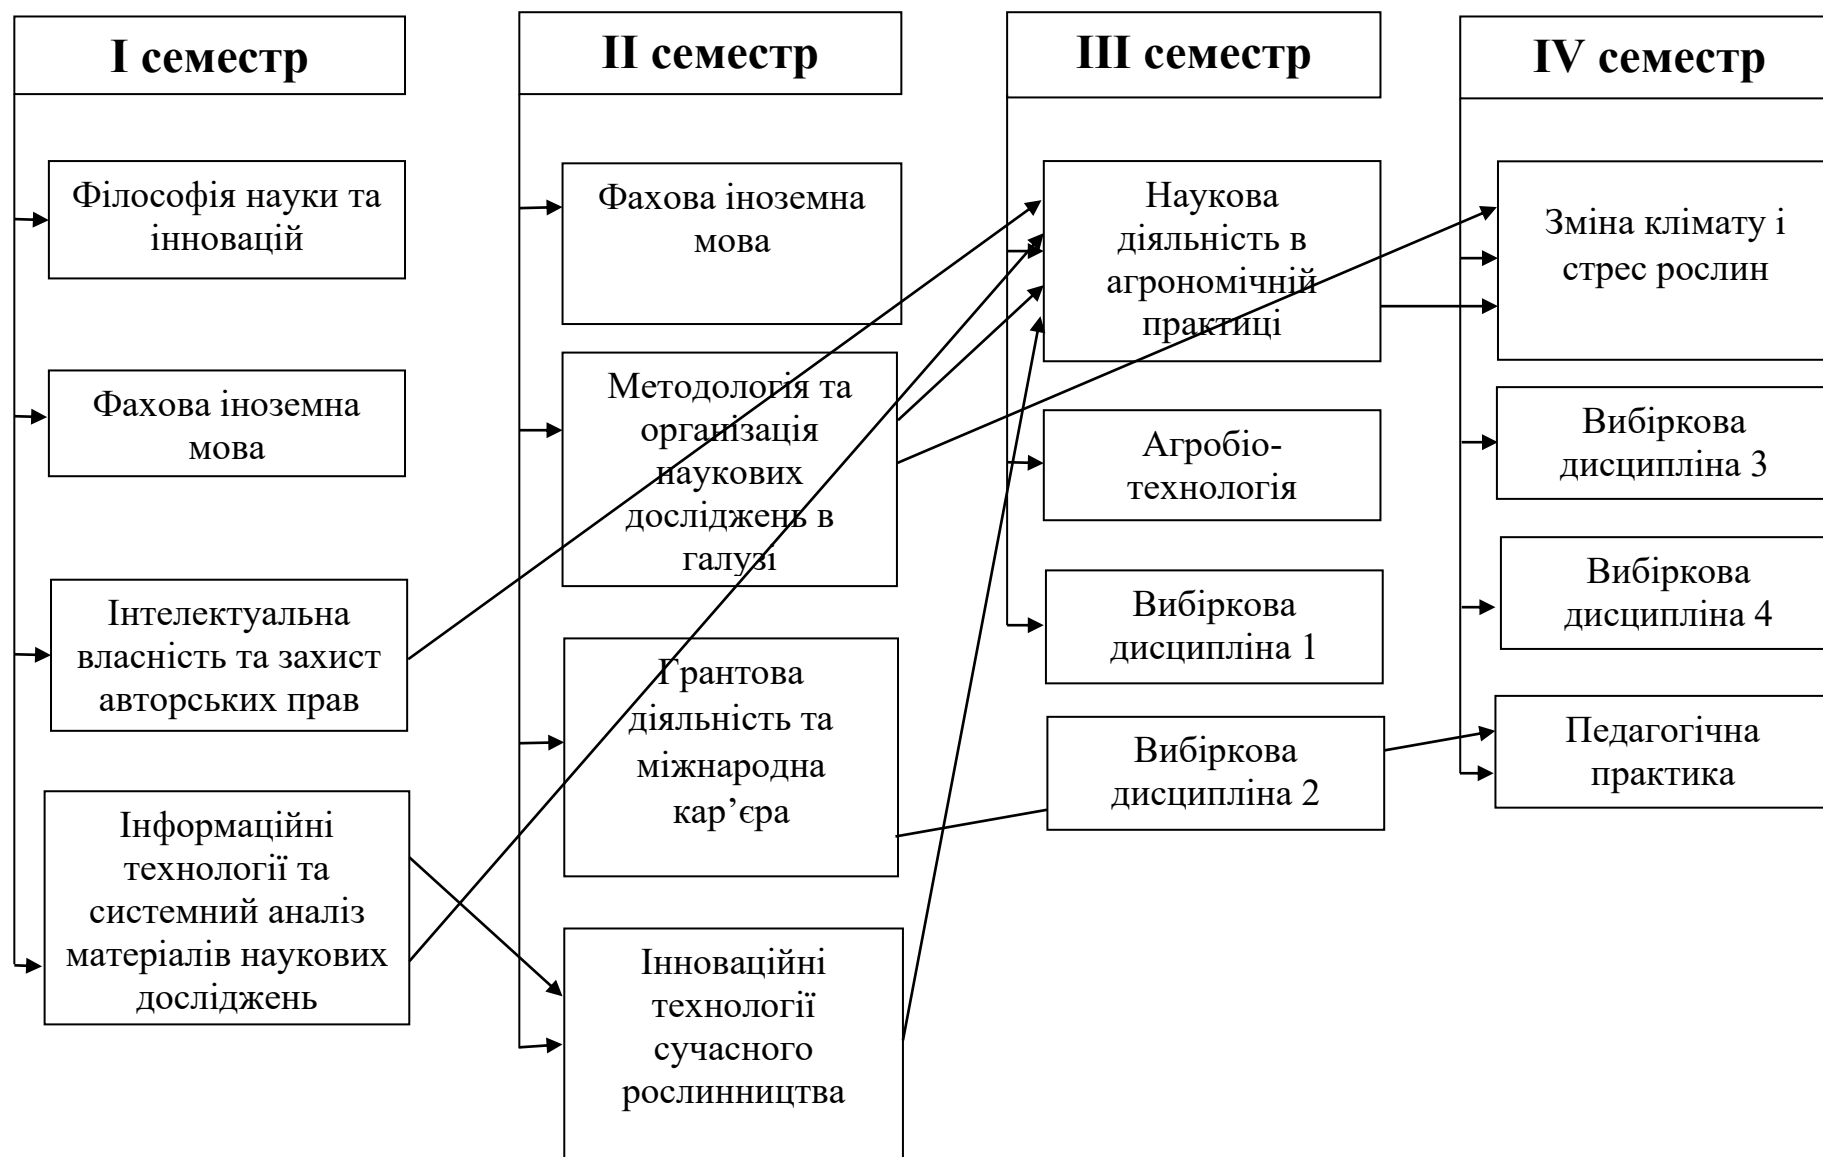 I семестр
Філософія науки та
інновацій
Фахова іноземна
мова
Інтелектуальна
власність та захист
авторських прав
Інформаційні
технології та
системний аналіз
матеріалів наукових
досліджень
II семестр
Фахова іноземна
мова
Методологія та
організація
наукових
досліджень в
галузі
Грантова
діяльність та
міжнародна
кар’єра
Інноваційні
технології
сучасного
рослинництва
III семестр
Наукова
діяльність в
агрономічній
практиці
Агробіо-
технологія
Вибіркова
дисципліна 1
Вибіркова
дисципліна 2
IV семестр
Зміна клімату і
стрес рослин
Вибіркова
дисципліна 3
Вибіркова
дисципліна 4
Педагогічна
практика